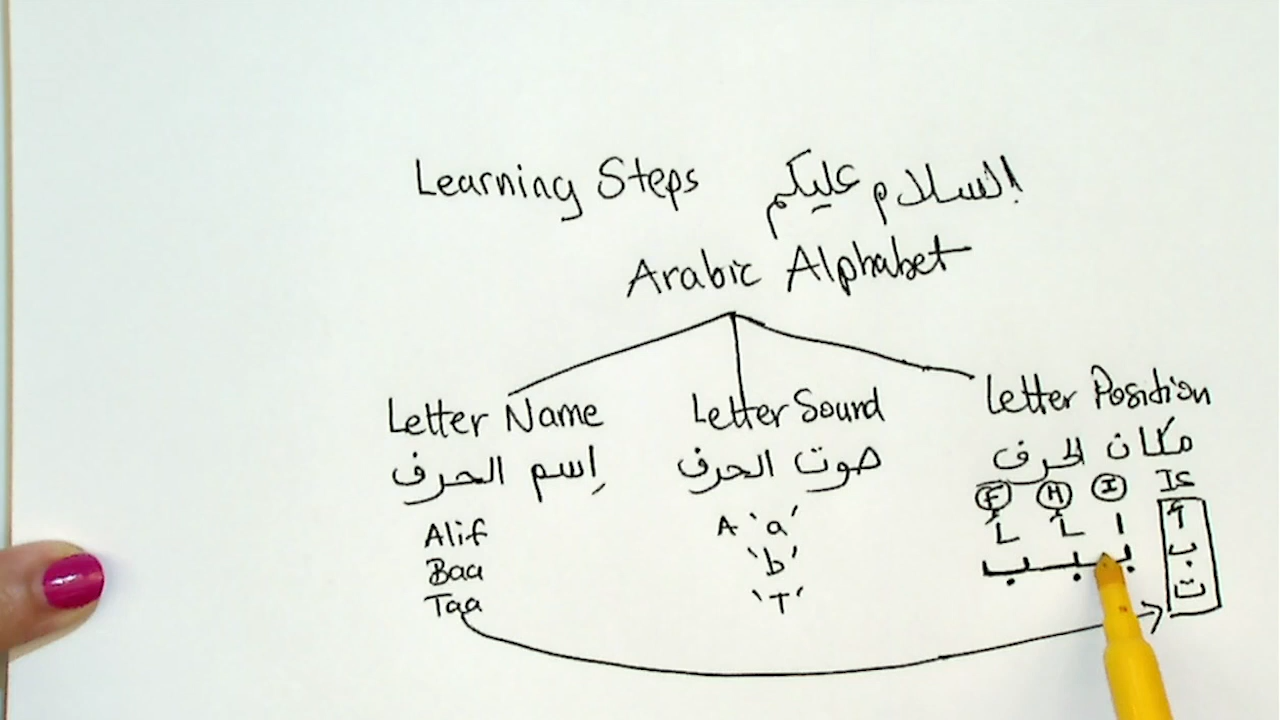 Learning Steps السلام عليكم
Arabic Alphabet
Letter Name
إسم الحرف
Alif
Baa
Taa
Letter Sound
صوت الحرف
A 'a'
'b'
'T'
Letter Position
مكان الحرف
F H I Is
ب
ت